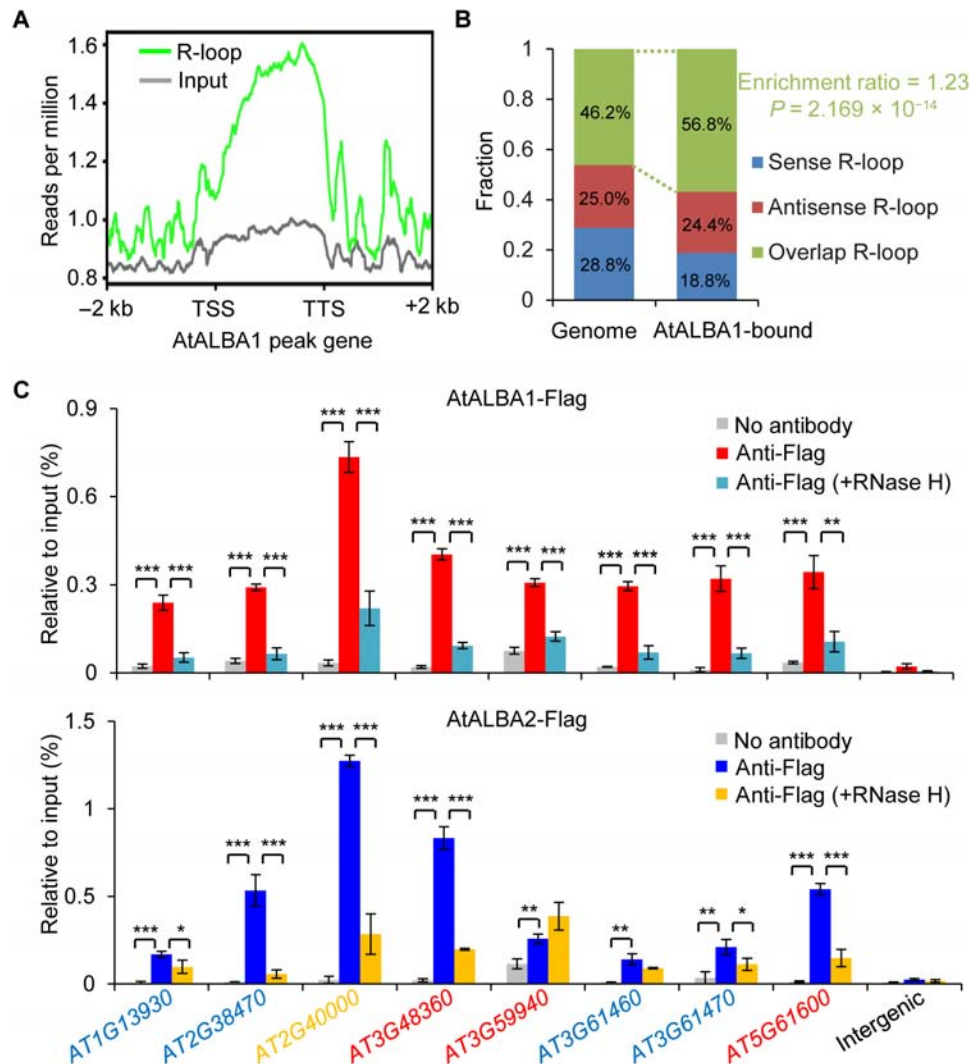 A
R-loop
Input
Reads per million
1.6
1.4
1.2
1.0
0.8
−2 kb
TSS
TTS
+2 kb
AtALBA1 peak gene
B
Fraction
1
0.8
0.6
0.4
0.2
0
46.2%
25.0%
28.8%
56.8%
24.4%
18.8%
Genome
AtALBA1-bound
Enrichment ratio = 1.23
P = 2.169 × 10⁻¹⁴
Sense R-loop
Antisense R-loop
Overlap R-loop
C
AtALBA1-Flag
No antibody
Anti-Flag
Anti-Flag (+RNase H)
Relative to input (%)
0.9
0.6
0.3
0
*** ***
*** ***
*** ***
*** ***
*** ***
*** ***
*** ***
*** **
AtALBA2-Flag
No antibody
Anti-Flag
Anti-Flag (+RNase H)
Relative to input (%)
1.5
1
0.5
0
*** *
*** ***
*** ***
*** ***
**
**
** *
*** ***
AT1G13930
AT2G38470
AT2G40000
AT3G48360
AT3G59940
AT3G61460
AT3G61470
AT5G61600
Intergenic